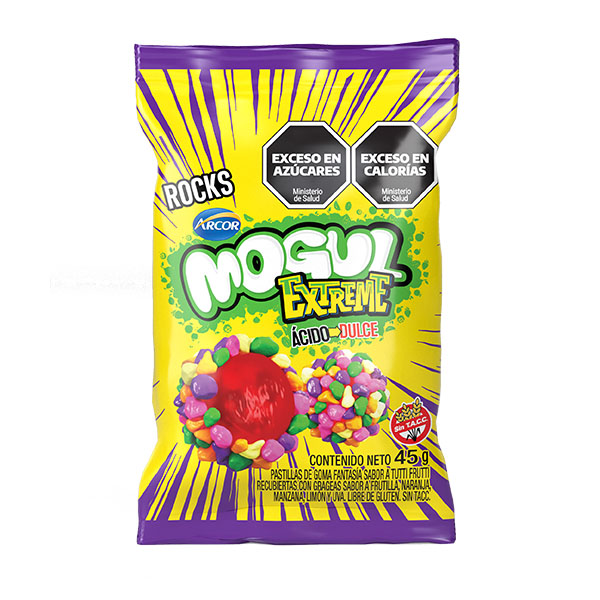 EXCESO EN
AZÚCARES
Ministerio
de Salud
EXCESO EN
CALORÍAS
Ministerio
de Salud
ROCKS
ARCOR
MOGUL
EXTREME
ÁCIDO DULCE
Sin T.A.C.C.
CONTENIDO NETO 45 g
PASTILLAS DE GOMA FANTASÍA SABOR A TUTTI FRUTTI
RECUBIERTAS CON GRAGEAS SABOR A FRUTILLA, NARANJA,
MANZANA, LIMÓN Y UVA. LIBRE DE GLUTEN. SIN TACC.